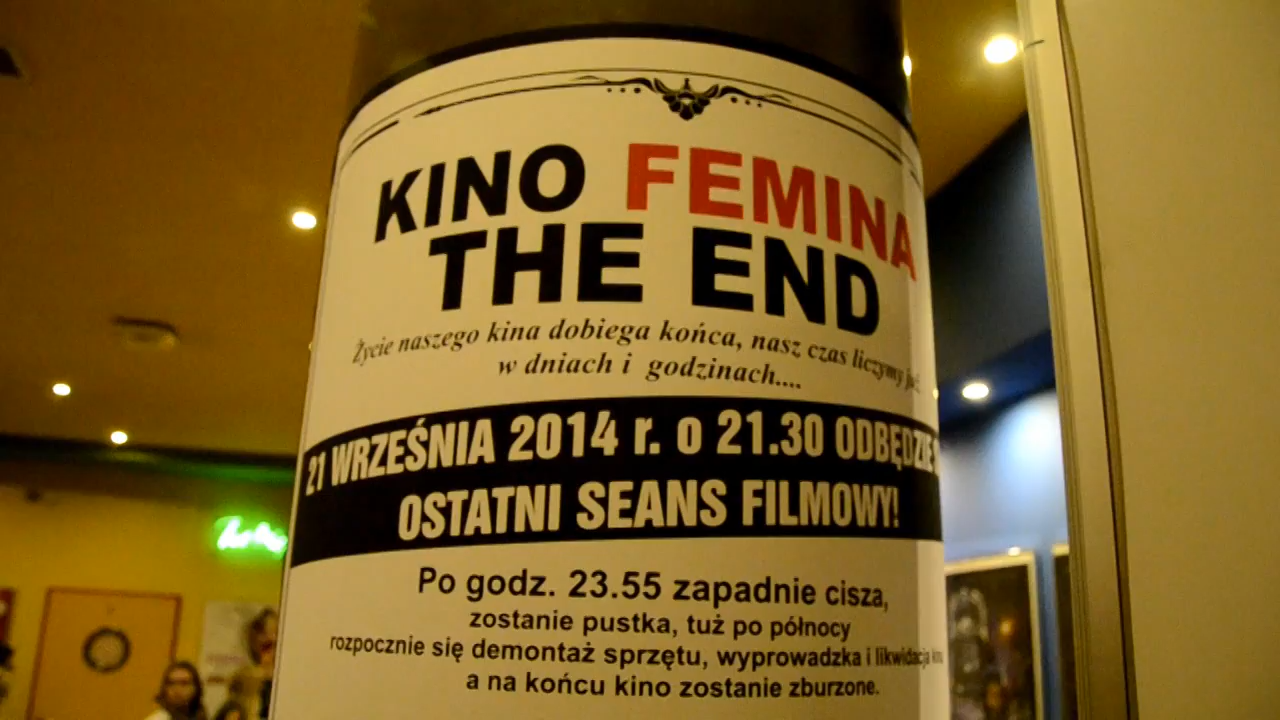 KINO FEMINA
THE END
Życie naszego kina dobiega końca, nasz czas liczymy już
w dniach i godzinach....
21 WRZEŚNIA 2014 r. o 21.30 ODBĘDZIE
OSTATNI SEANS FILMOWY!
Po godz. 23.55 zapadnie cisza,
zostanie pustka, tuż po północy
rozpocznie się demontaż sprzętu, wyprowadzka i likwidacja
a na końcu kino zostanie zburzone.